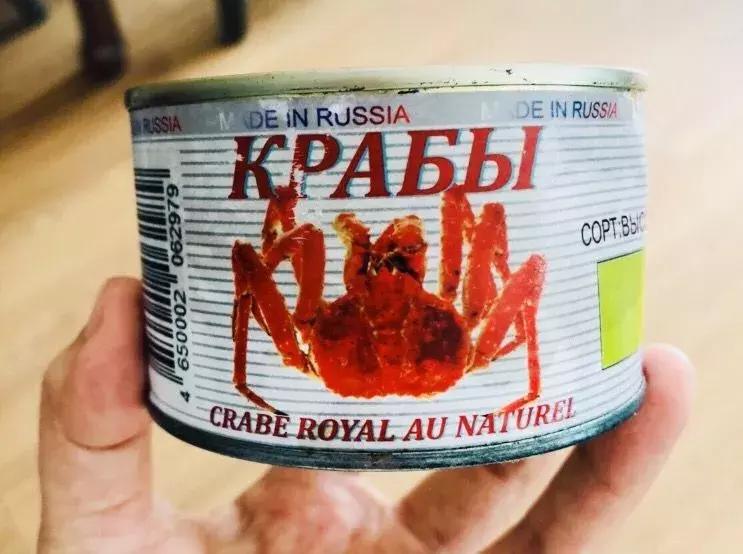 RUSSIA
MADE IN RUSSIA
DE IN RUSSIA
КРАБЫ
СОРТ:ВЫС
4 650002 062979
CRABE ROYAL AU NATUREL